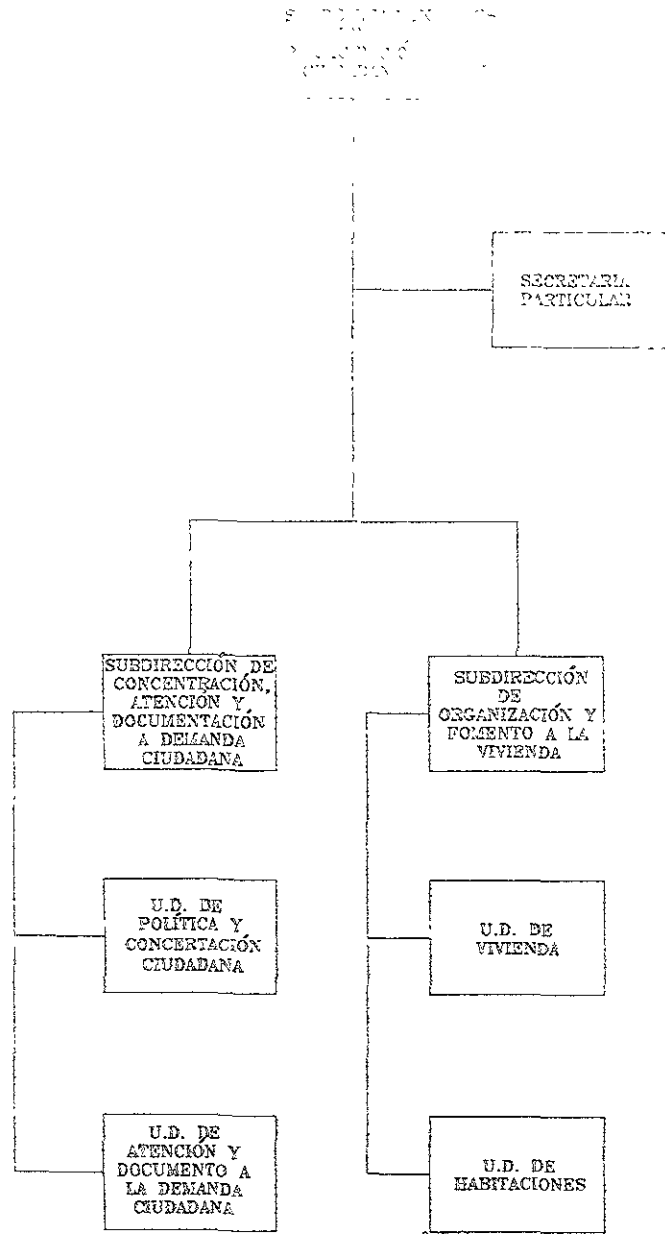 SECRETARIA
PARTICULAR
SUBDIRECCIÓN DE
CONCENTRACIÓN,
ATENCIÓN Y
DOCUMENTACIÓN
A DEMANDA
CIUDADANA
SUBDIRECCIÓN
DE
ORGANIZACIÓN Y
FOMENTO A LA
VIVIENDA
U.D. DE
POLÍTICA Y
CONCERTACIÓN
CIUDADANA
U.D. DE
VIVIENDA
U.D. DE
ATENCIÓN Y
DOCUMENTO A
LA DEMANDA
CIUDADANA
U.D. DE
HABITACIONES